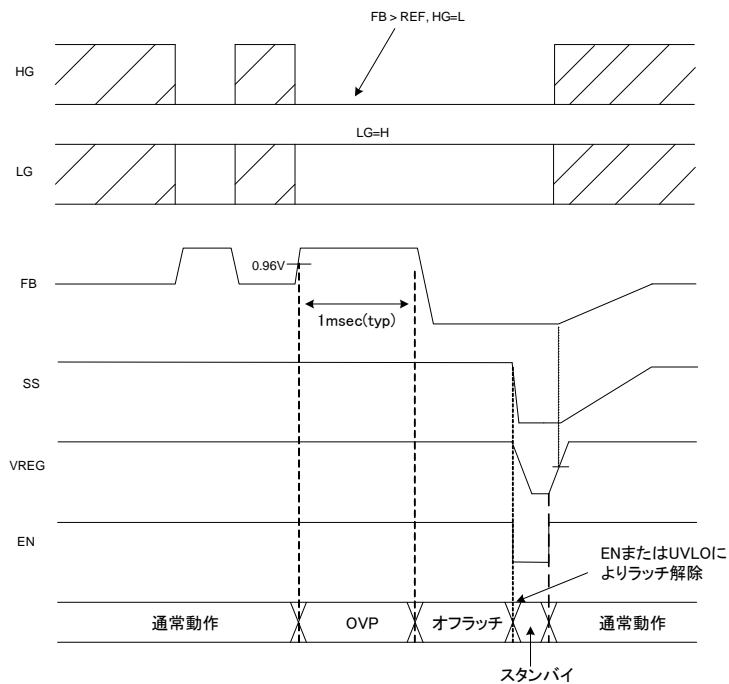 FB > REF, HG=L
HG
LG=H
LG
0.96V
FB
1msec(typ)
SS
VREG
EN
ENまたはUVLOに
よりラッチ解除
通常動作
OVP
オフラッチ
通常動作
スタンバイ